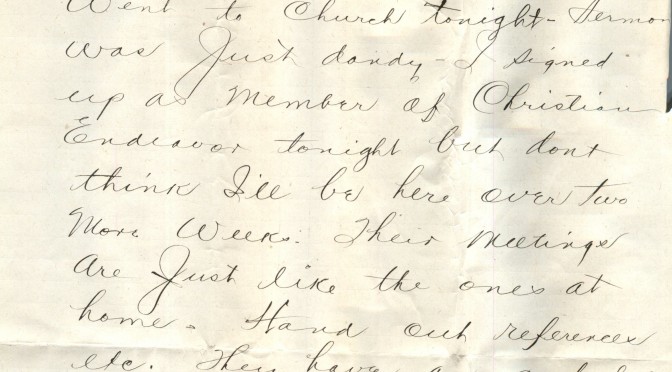 Went to Church tonight - Sermon
was Just dandy - I signed
up as Member of Christian
Endeavor tonight but dont
think I'll be here over two
More Weeks. Their Meetings
Are Just like the ones at
home. Hand out references
etc. They have a